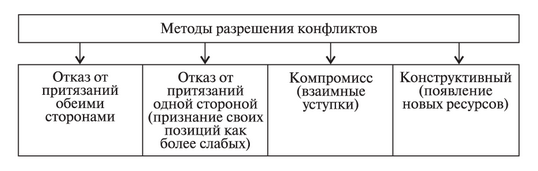 Методы разрешения конфликтов
Отказ от
притязаний
обеими
сторонами
Отказ от
притязаний
одной стороной
(признание своих
позиций как
более слабых)
Компромисс
(взаимные
уступки)
Конструктивный
(появление
новых ресурсов)